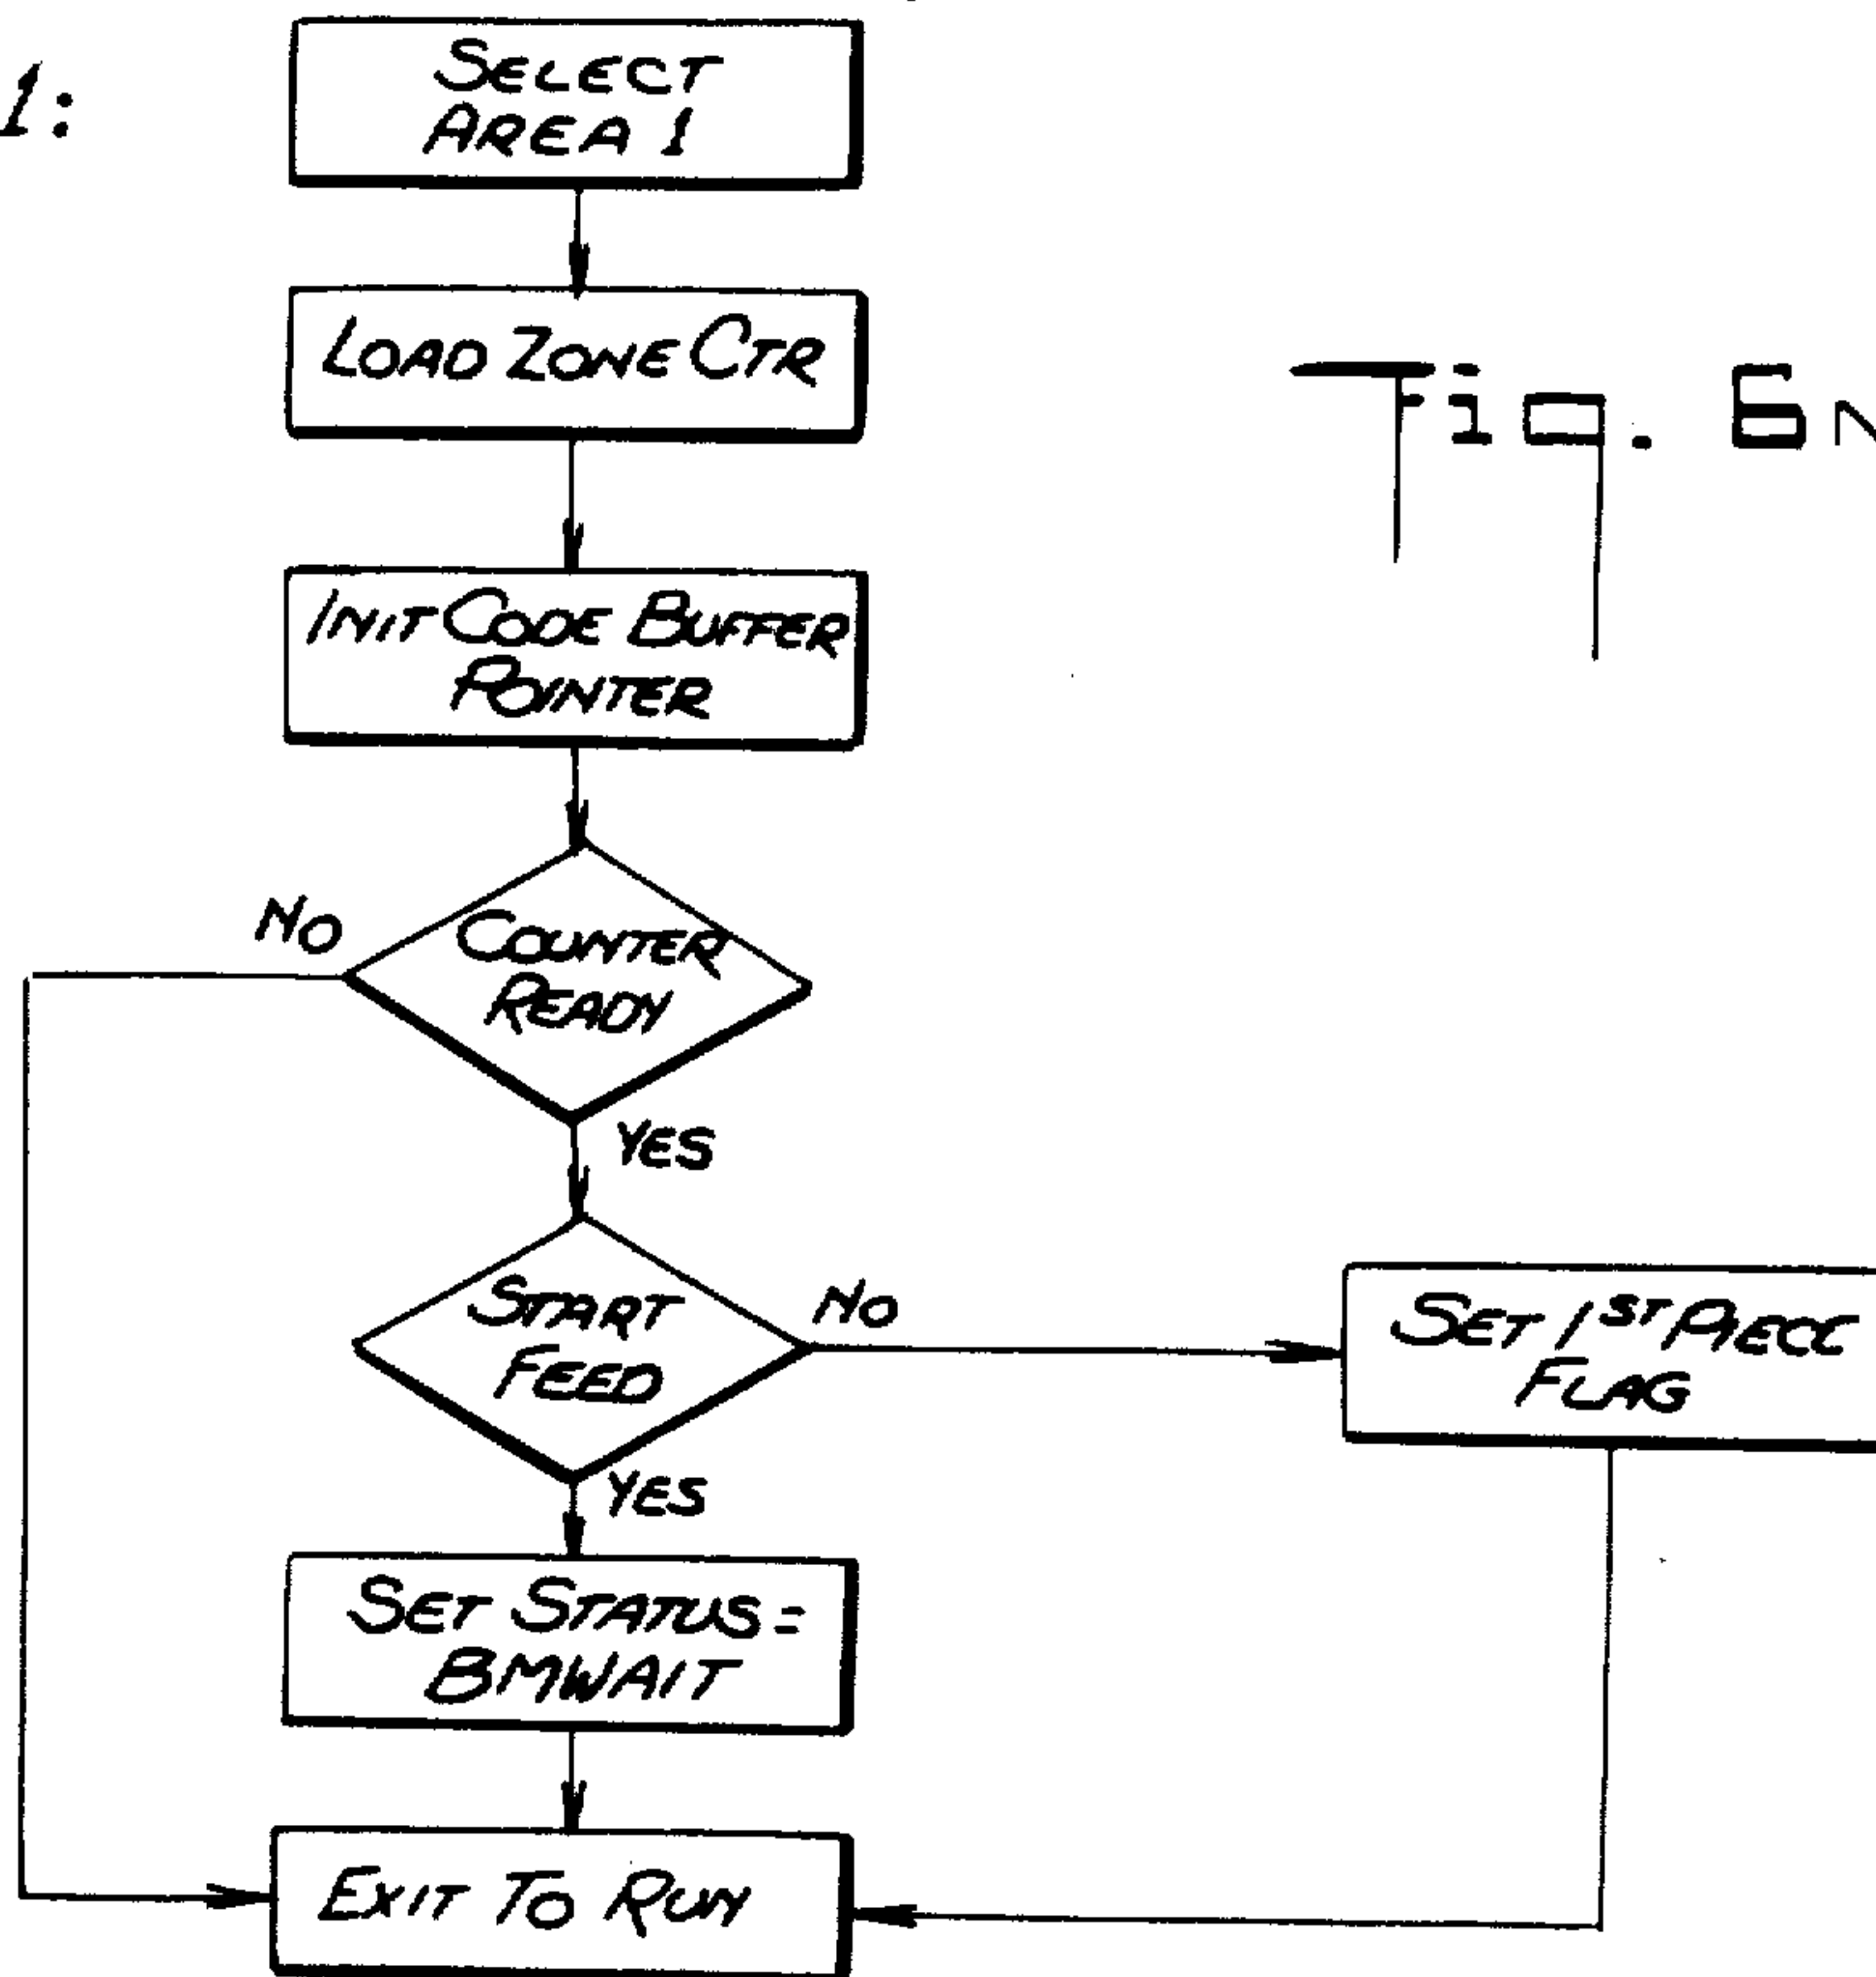 1:
SELECT
AREA 1
LOAD ZONE CTR
Fig. 6
INIT CODE BUFFER
POINTER
NO
COUNTER
READY
YES
START
FEED
NO
SET 1ST PIECE
FLAG
YES
SET STATUS=
BMWAIT
EXIT TO RUN